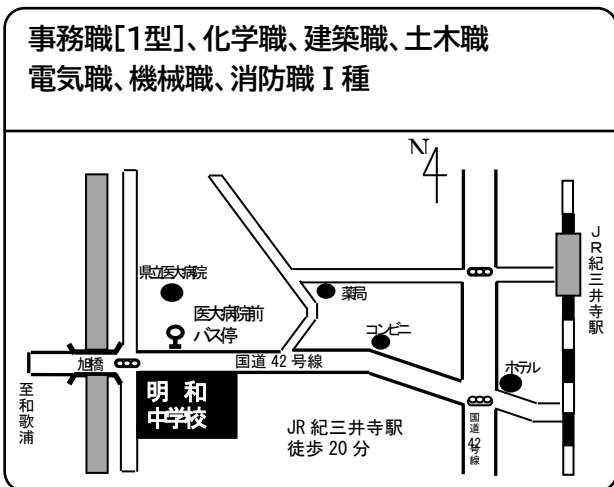 事務職[1型]、化学職、建築職、土木職
電気職、機械職、消防職Ⅰ種
N
JR紀三井寺駅
県立医大病院
薬局
医大病院前
バス停
コンビニ
旭橋
国道42号線
ホテル
至和歌浦
明和
中学校
JR紀三井寺駅
徒歩20分
国道42号線